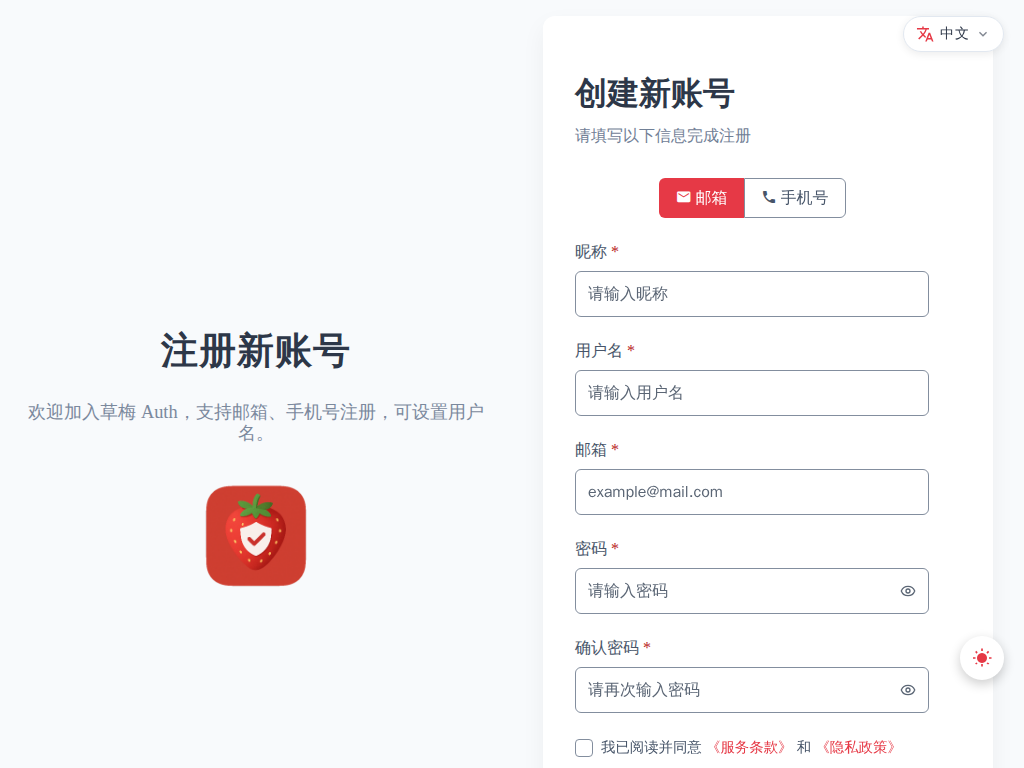 中文
创建新账号
请填写以下信息完成注册
邮箱
手机号
昵称 *
请输入昵称
用户名 *
请输入用户名
邮箱 *
example@mail.com
密码 *
请输入密码
确认密码 *
请再次输入密码
我已阅读并同意 《服务条款》 和 《隐私政策》
注册新账号
欢迎加入草梅 Auth，支持邮箱、手机号注册，可设置用户
名。